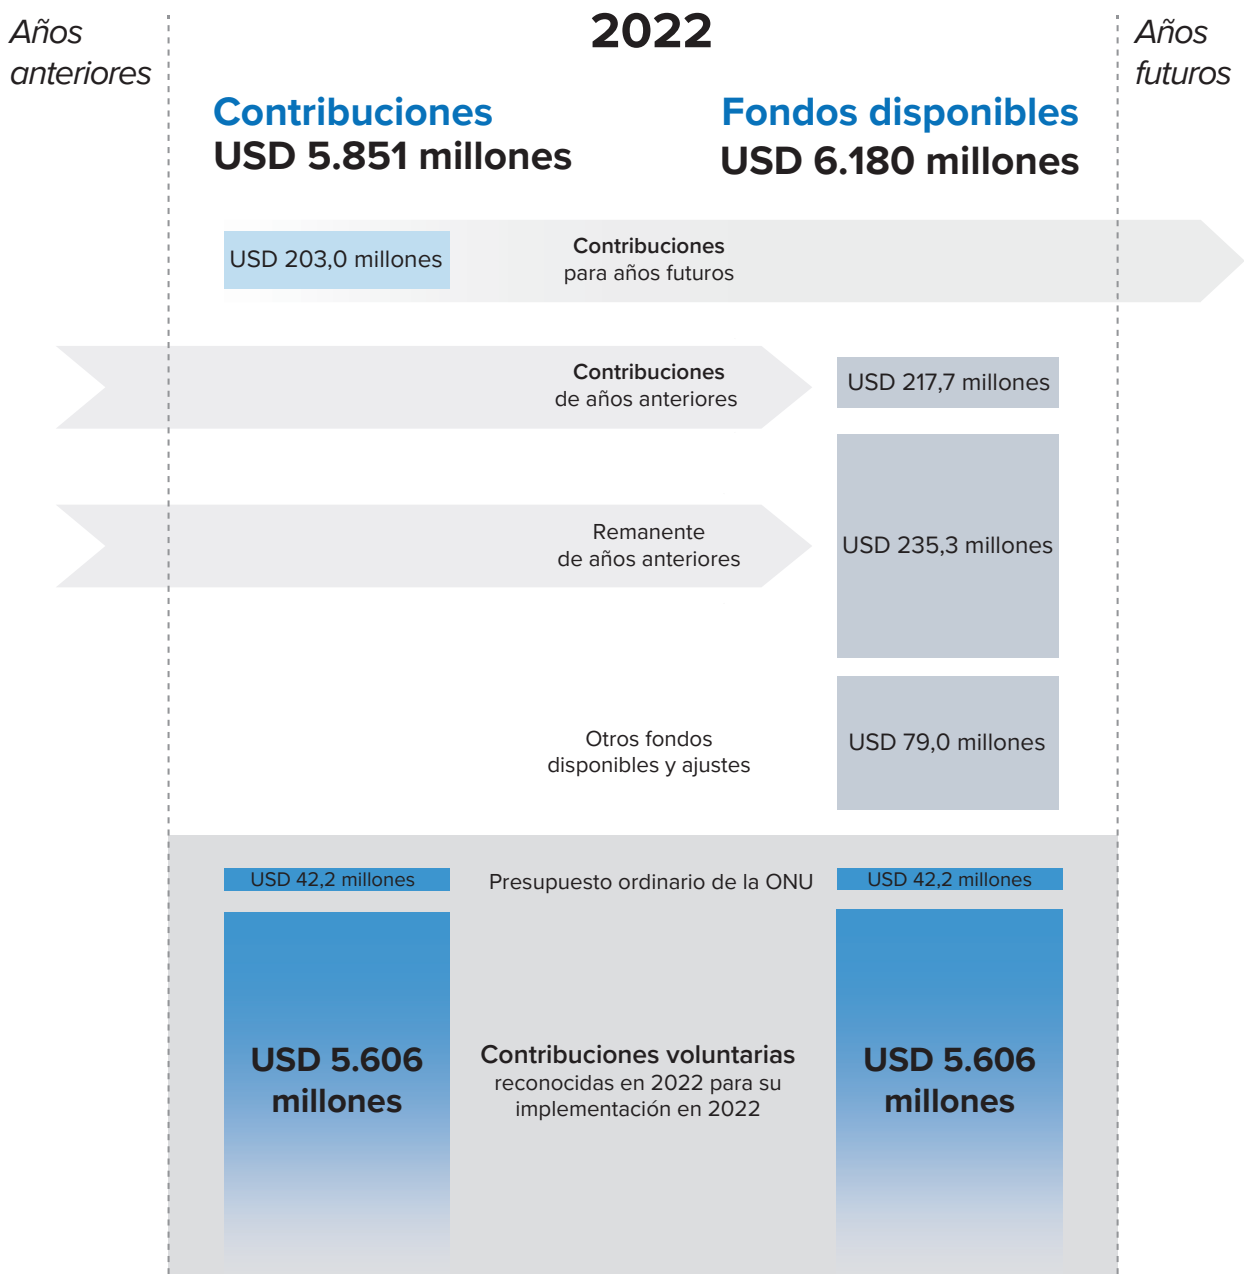 Años
anteriores
2022
Años
futuros
Contribuciones
USD 5.851 millones
Fondos disponibles
USD 6.180 millones
USD 203,0 millones
Contribuciones
para años futuros
Contribuciones
de años anteriores
USD 217,7 millones
Remanente
de años anteriores
USD 235,3 millones
Otros fondos
disponibles y ajustes
USD 79,0 millones
USD 42,2 millones
Presupuesto ordinario de la ONU
USD 42,2 millones
USD 5.606
millones
Contribuciones voluntarias
reconocidas en 2022 para su
implementación en 2022
USD 5.606
millones